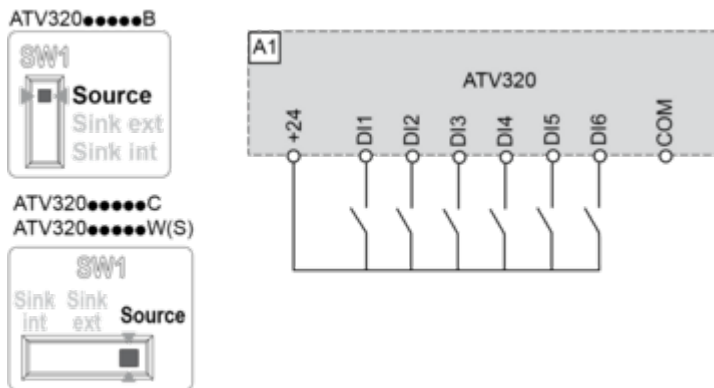 ATV320●●●●●B
SW1
Source
Sink ext
Sink int
ATV320●●●●●C
ATV320●●●●●W(S)
SW1
Sink int
Sink ext
Source
A1
ATV320
+24
DI1
DI2
DI3
DI4
DI5
DI6
COM